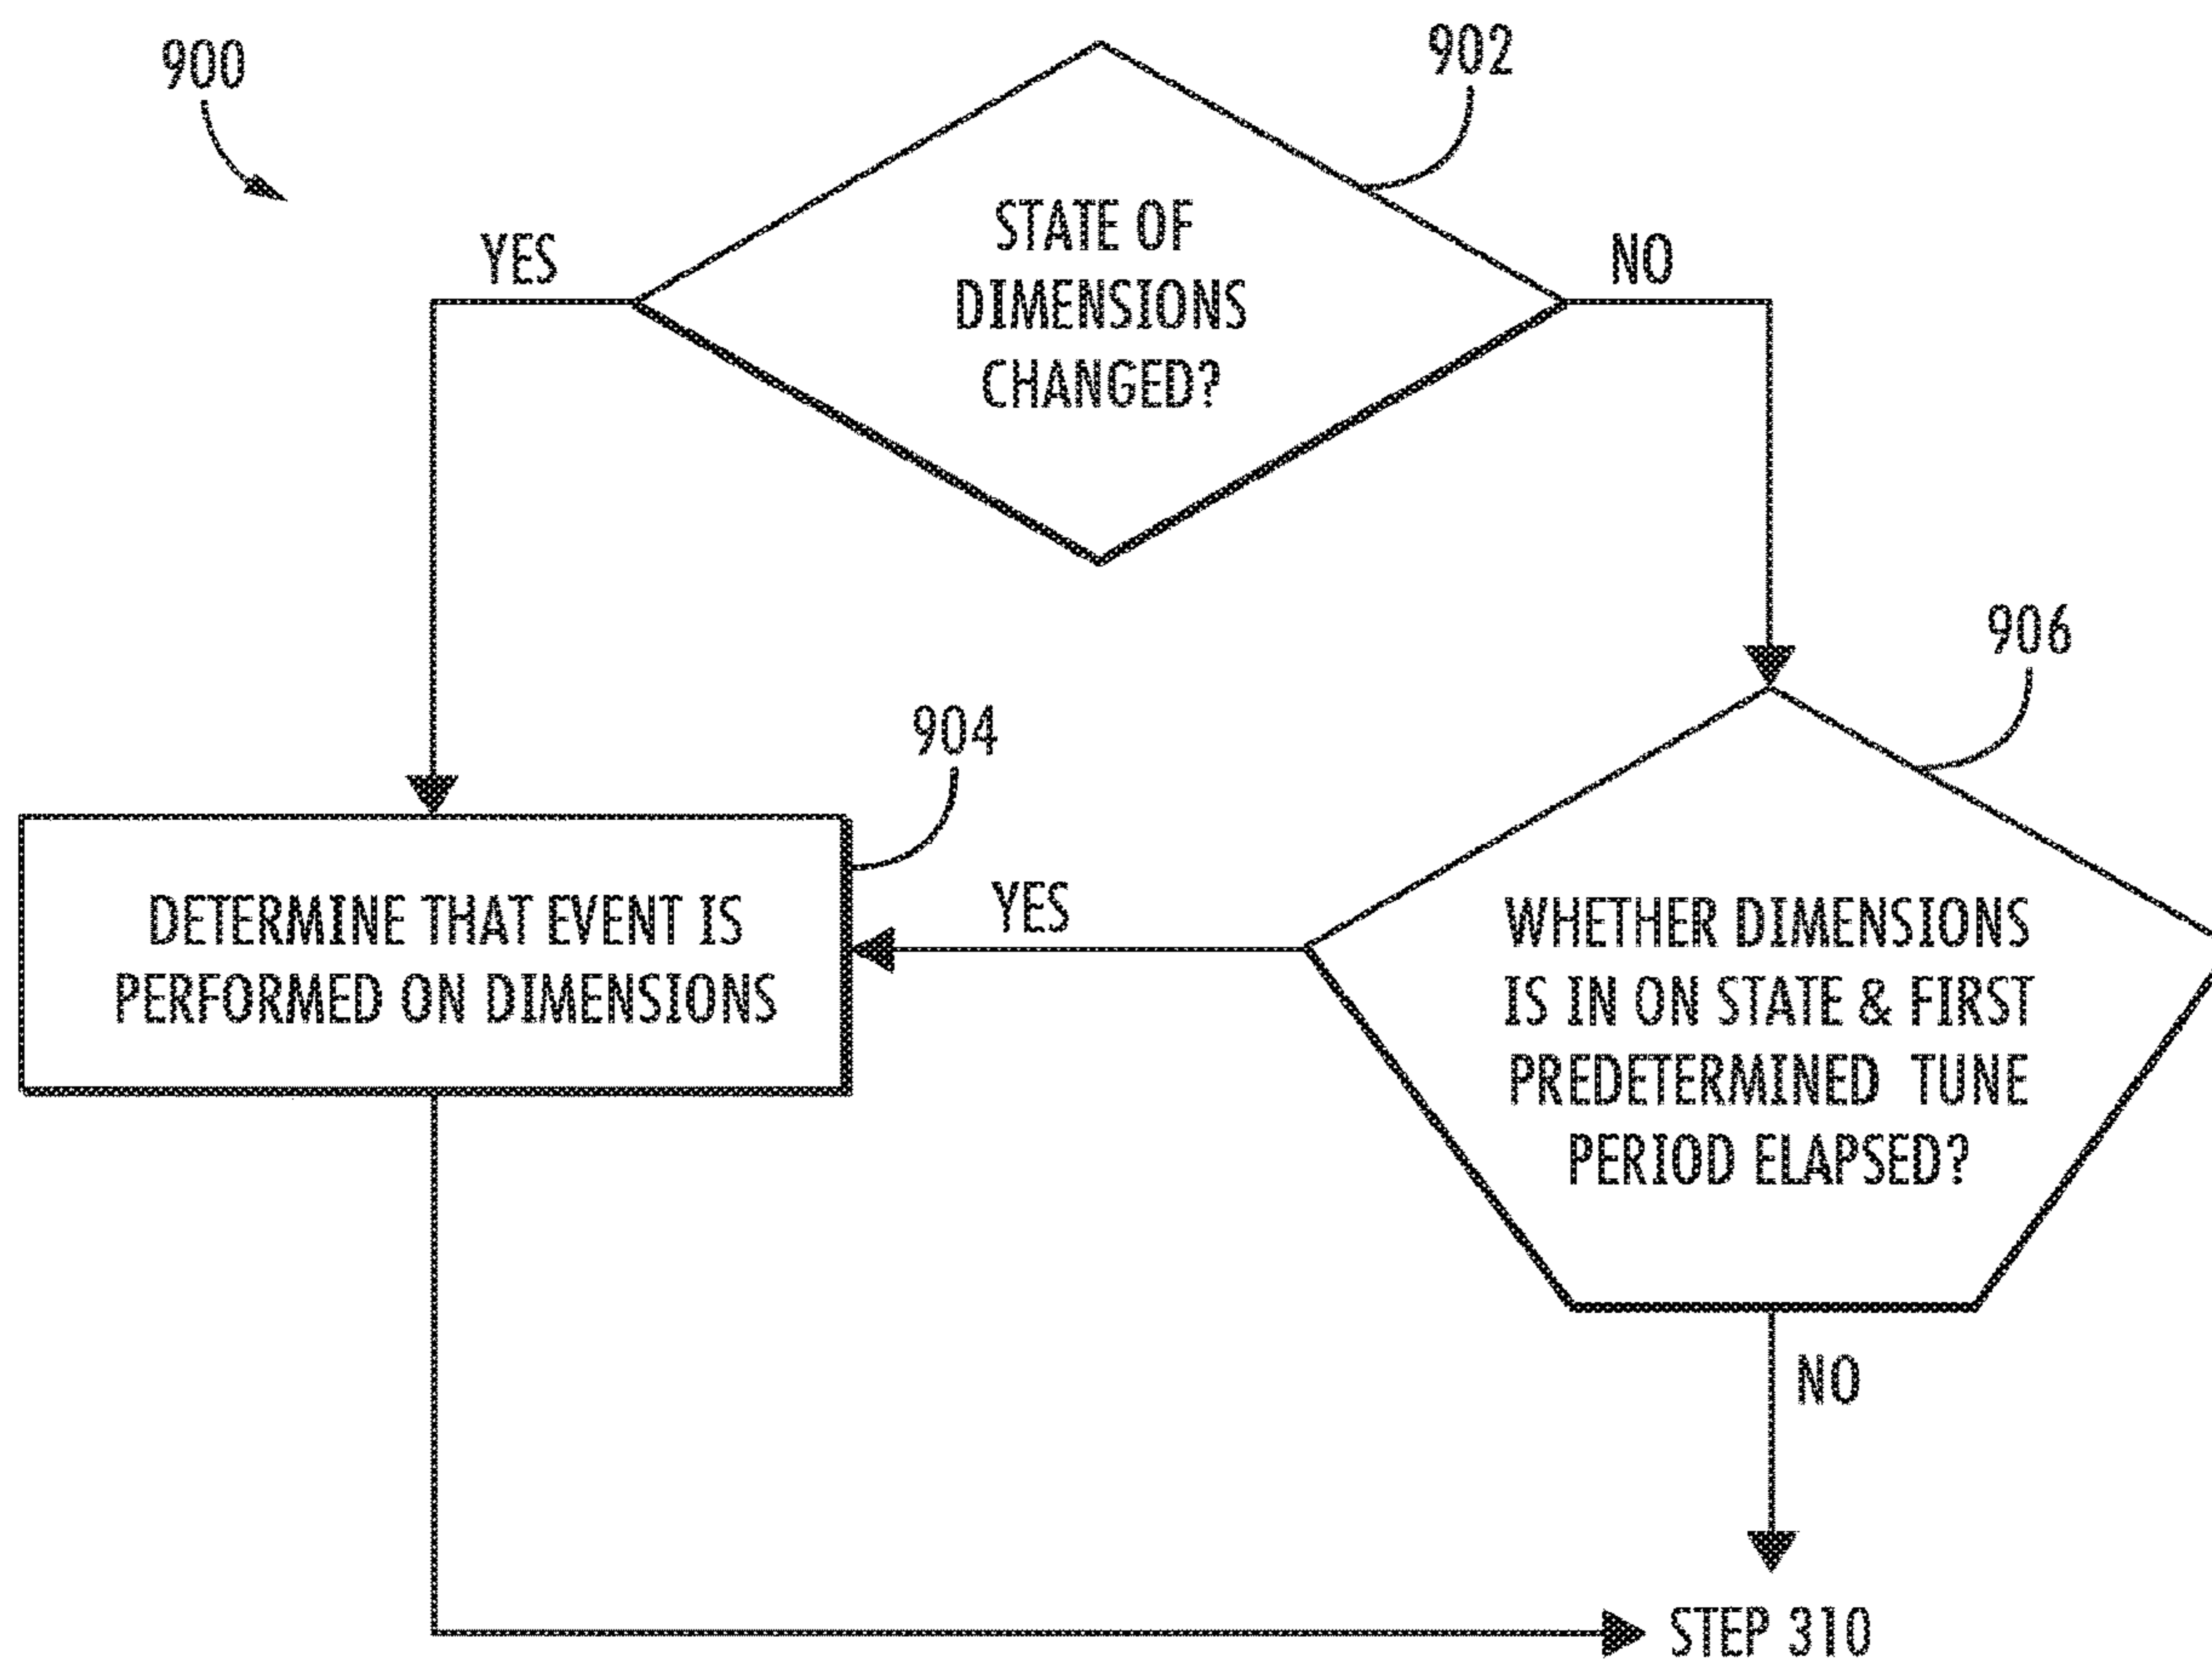 900
902
STATE OF
DIMENSIONS
CHANGED?
YES
NO
906
904
DETERMINE THAT EVENT IS
PERFORMED ON DIMENSIONS
YES
WHETHER DIMENSIONS
IS IN ON STATE & FIRST
PREDETERMINED TUNE
PERIOD ELAPSED?
NO
STEP 310